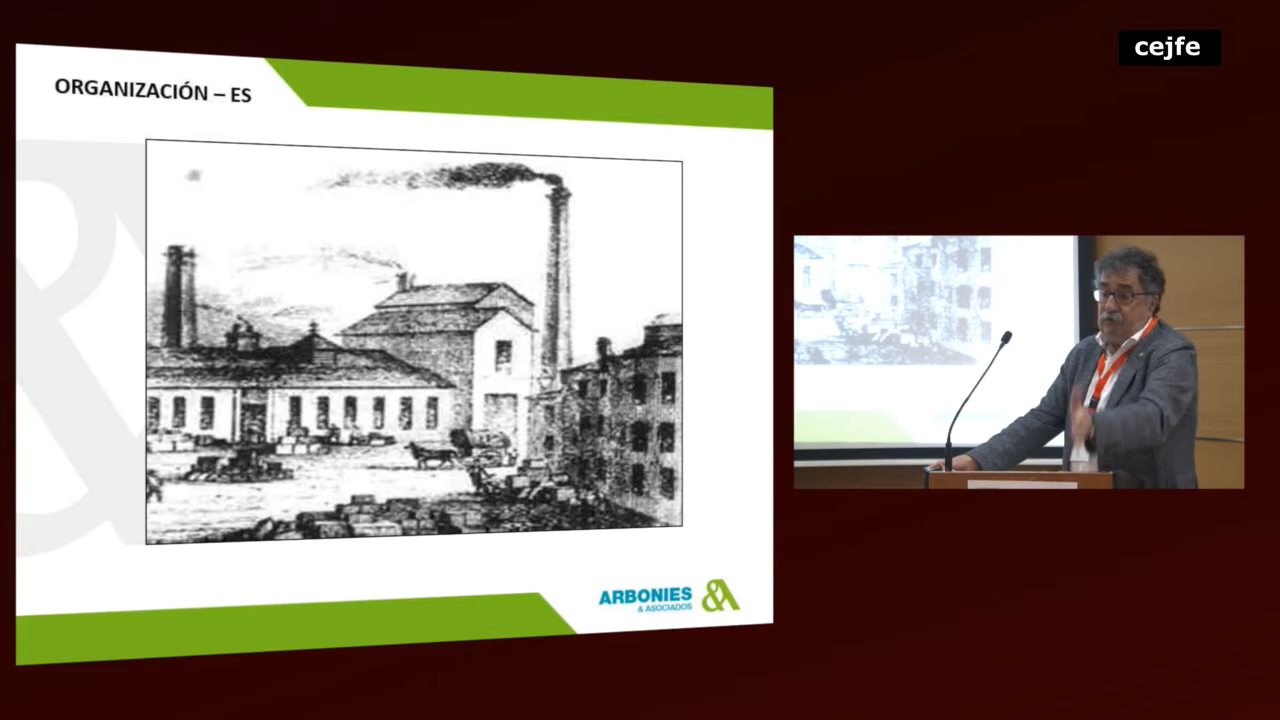 cejfe
ORGANIZACIÓN – ES
ARBONIES
& ASOCIADOS